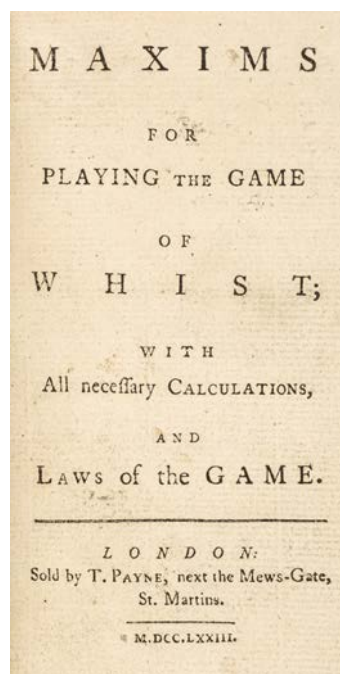 MAXIMS
FOR
PLAYING THE GAME
OF
WHIST;
WITH
All neceſſary CALCULATIONS,
AND
LAWS of the GAME.
LONDON:
Sold by T. PAYNE, next the Mews-Gate,
St. Martins.
M.DCC.LXXIII.